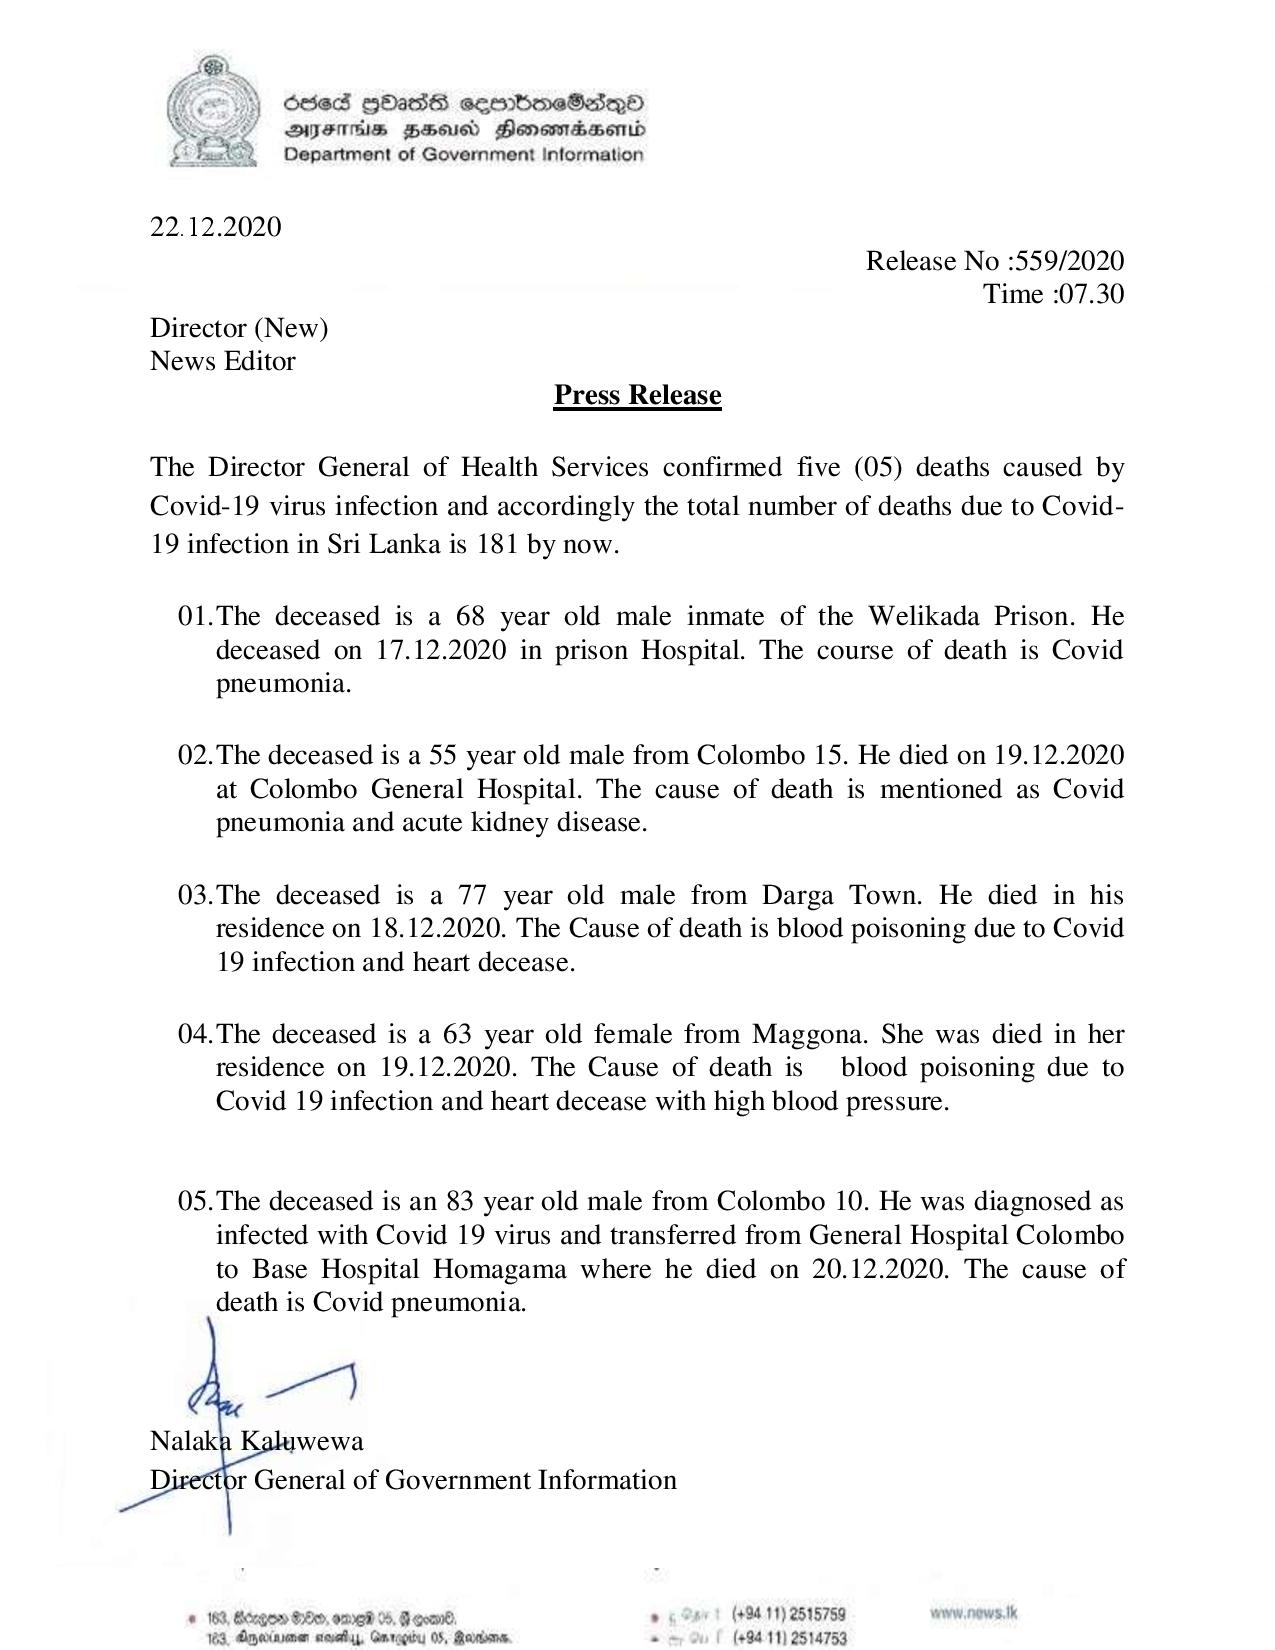 රජයේ ප්‍රවෘත්ති දෙපාර්තමේන්තුව
அரசாங்க தகவல் திணைக்களம்
Department of Government Information
22.12.2020
Release No :559/2020
Time :07.30
Director (New)
News Editor
Press Release
The Director General of Health Services confirmed five (05) deaths caused by
Covid-19 virus infection and accordingly the total number of deaths due to Covid-
19 infection in Sri Lanka is 181 by now.
01.The deceased is a 68 year old male inmate of the Welikada Prison. He
deceased on 17.12.2020 in prison Hospital. The course of death is Covid
pneumonia.
02.The deceased is a 55 year old male from Colombo 15. He died on 19.12.2020
at Colombo General Hospital. The cause of death is mentioned as Covid
pneumonia and acute kidney disease.
03.The deceased is a 77 year old male from Darga Town. He died in his
residence on 18.12.2020. The Cause of death is blood poisoning due to Covid
19 infection and heart decease.
04.The deceased is a 63 year old female from Maggona. She was died in her
residence on 19.12.2020. The Cause of death is blood poisoning due to
Covid 19 infection and heart decease with high blood pressure.
05.The deceased is an 83 year old male from Colombo 10. He was diagnosed as
infected with Covid 19 virus and transferred from General Hospital Colombo
to Base Hospital Homagama where he died on 20.12.2020. The cause of
death is Covid pneumonia.
Nalaka Kaluwewa
Director General of Government Information
163, කිරුලපන මාවත, කොළඹ 05, ශ්‍රී ලංකාව.
(+94 11) 2515759
www.news.lk
163, கிருலப்பனை எவனியூ, கொழும்பு 05, இலங்கை.
(+94 11) 2514753